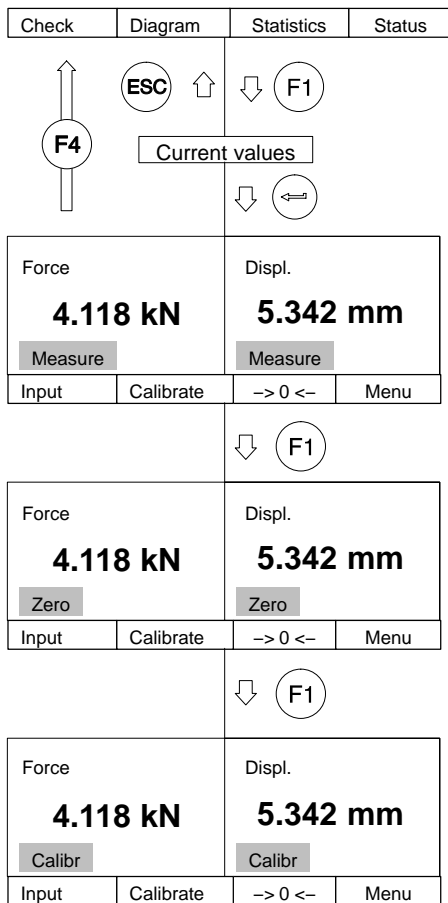 Check Diagram Statistics Status
ESC F1
F4
Current values
Force Displ.
4.118 kN 5.342 mm
Measure Measure
Input Calibrate –> 0 <– Menu
F1
Force Displ.
4.118 kN 5.342 mm
Zero Zero
Input Calibrate –> 0 <– Menu
F1
Force Displ.
4.118 kN 5.342 mm
Calibr Calibr
Input Calibrate –> 0 <– Menu